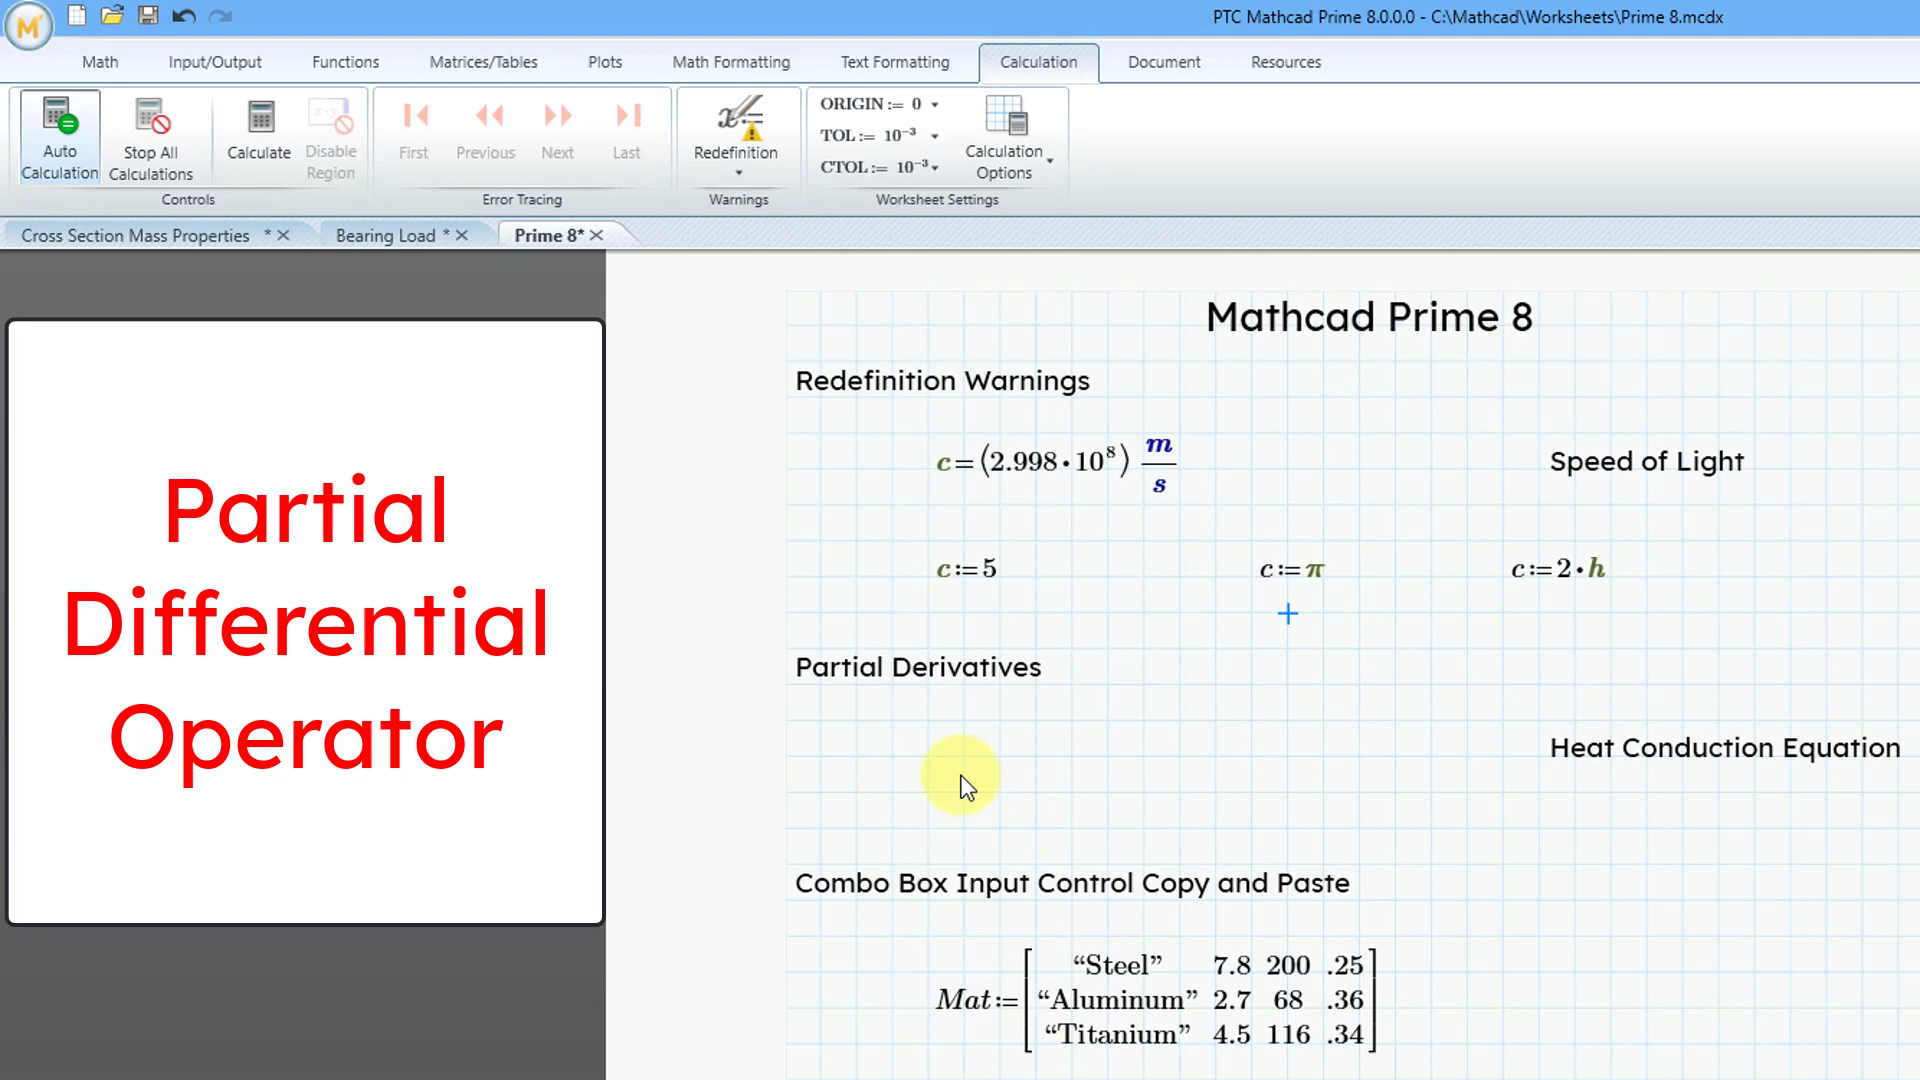 M
PTC Mathcad Prime 8.0.0.0 - C:\Mathcad\Worksheets\Prime 8.mcdx
Math Input/Output Functions Matrices/Tables Plots Math Formatting Text Formatting Calculation Document Resources
Auto Calculation
Stop All Calculations
Calculate
Disable Region
Controls
First Previous Next Last
Error Tracing
Redefinition
Warnings
ORIGIN := 0
TOL := 10⁻³
CTOL := 10⁻³
Calculation Options
Worksheet Settings
Cross Section Mass Properties * Bearing Load * Prime 8*
Partial
Differential
Operator
Mathcad Prime 8
Redefinition Warnings
c = (2.998 • 10⁸) m/s Speed of Light
c := 5 c := π c := 2 • h
Partial Derivatives
Heat Conduction Equation
Combo Box Input Control Copy and Paste
Mat :=
“Steel” 7.8 200 .25
“Aluminum” 2.7 68 .36
“Titanium” 4.5 116 .34